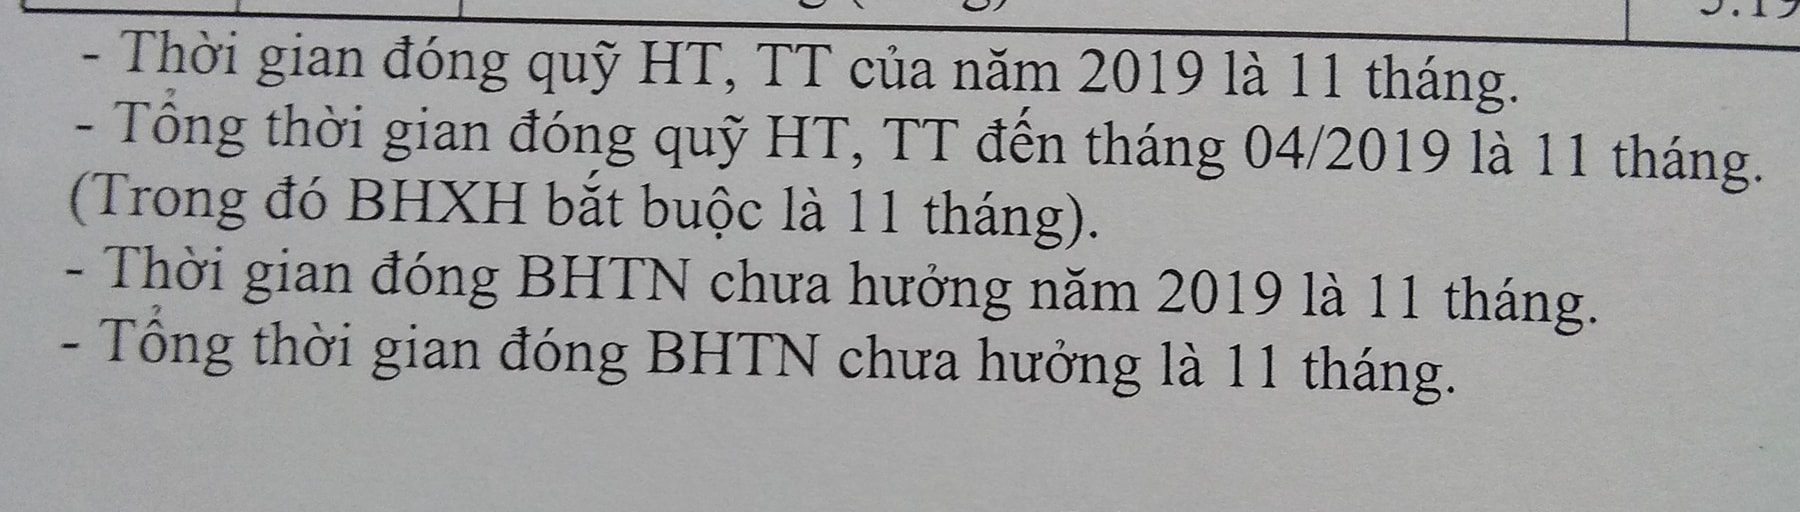 - Thời gian đóng quỹ HT, TT của năm 2019 là 11 tháng.
- Tổng thời gian đóng quỹ HT, TT đến tháng 04/2019 là 11 tháng.
(Trong đó BHXH bắt buộc là 11 tháng).
- Thời gian đóng BHTN chưa hưởng năm 2019 là 11 tháng.
- Tổng thời gian đóng BHTN chưa hưởng là 11 tháng.